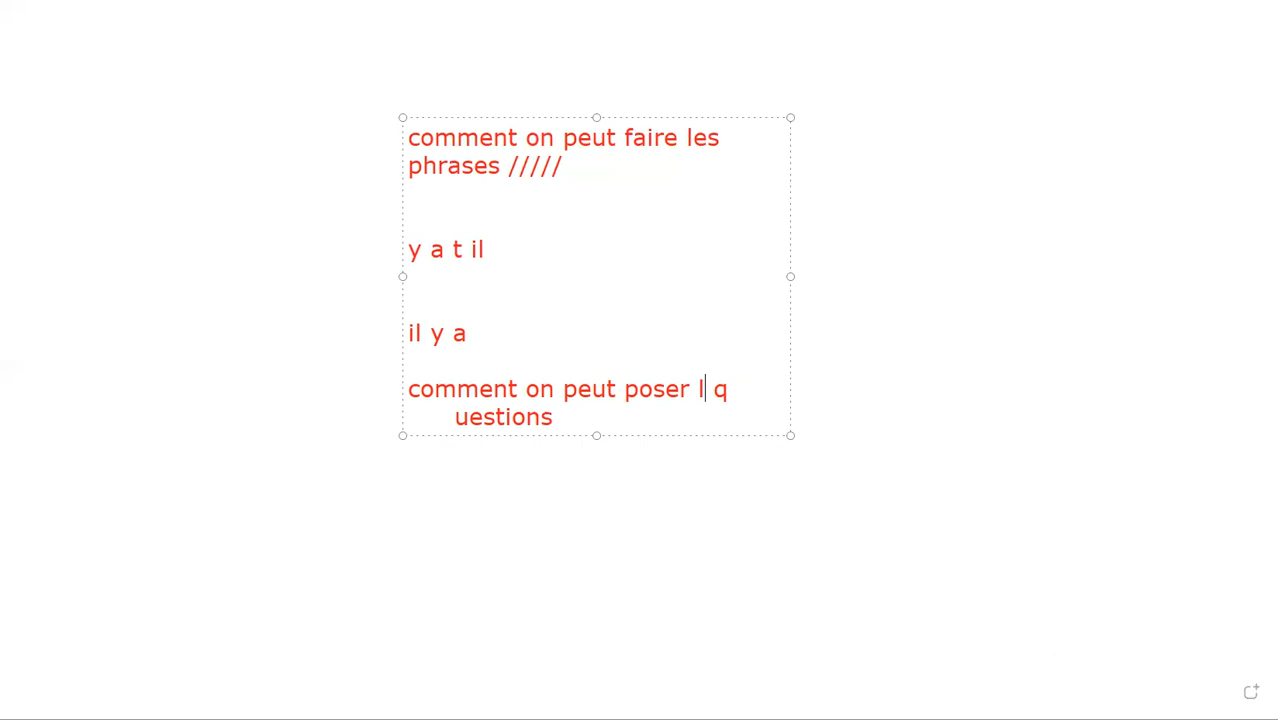 comment on peut faire les
phrases /////
y a t il
il y a
comment on peut poser l q
uestions